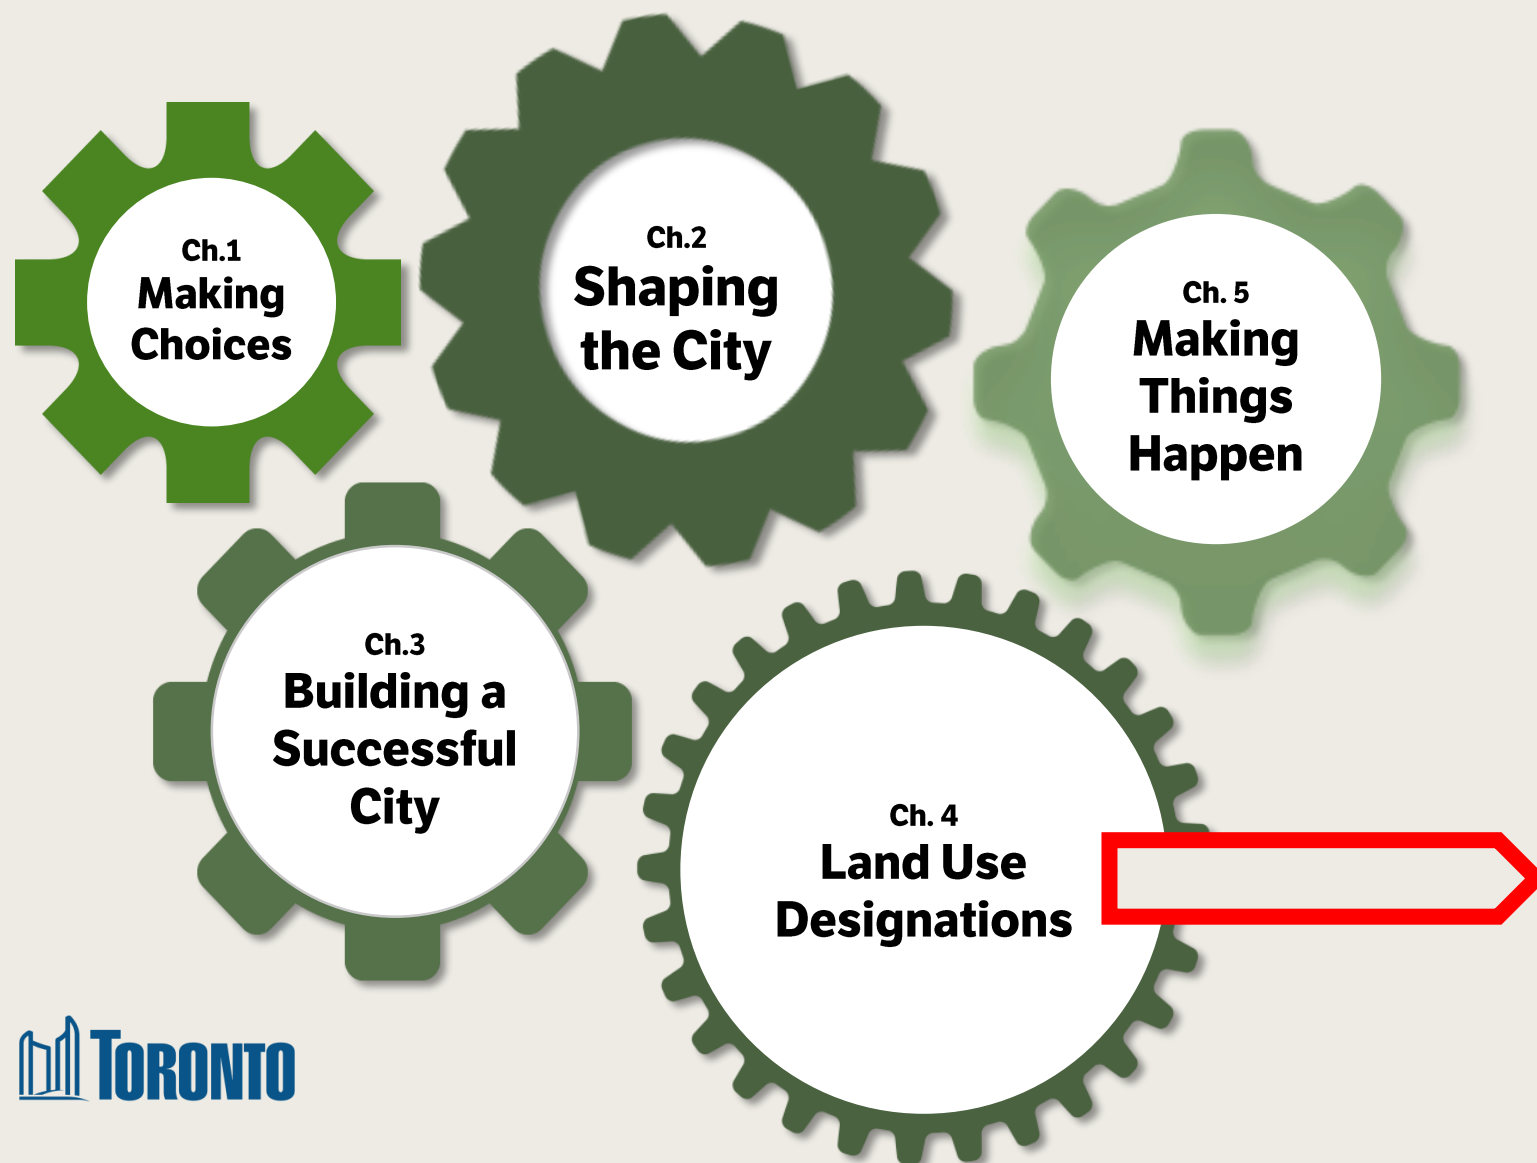 Ch.1
Making
Choices
Ch.2
Shaping
the City
Ch. 5
Making
Things
Happen
Ch.3
Building a
Successful
City
Ch. 4
Land Use
Designations
TORONTO